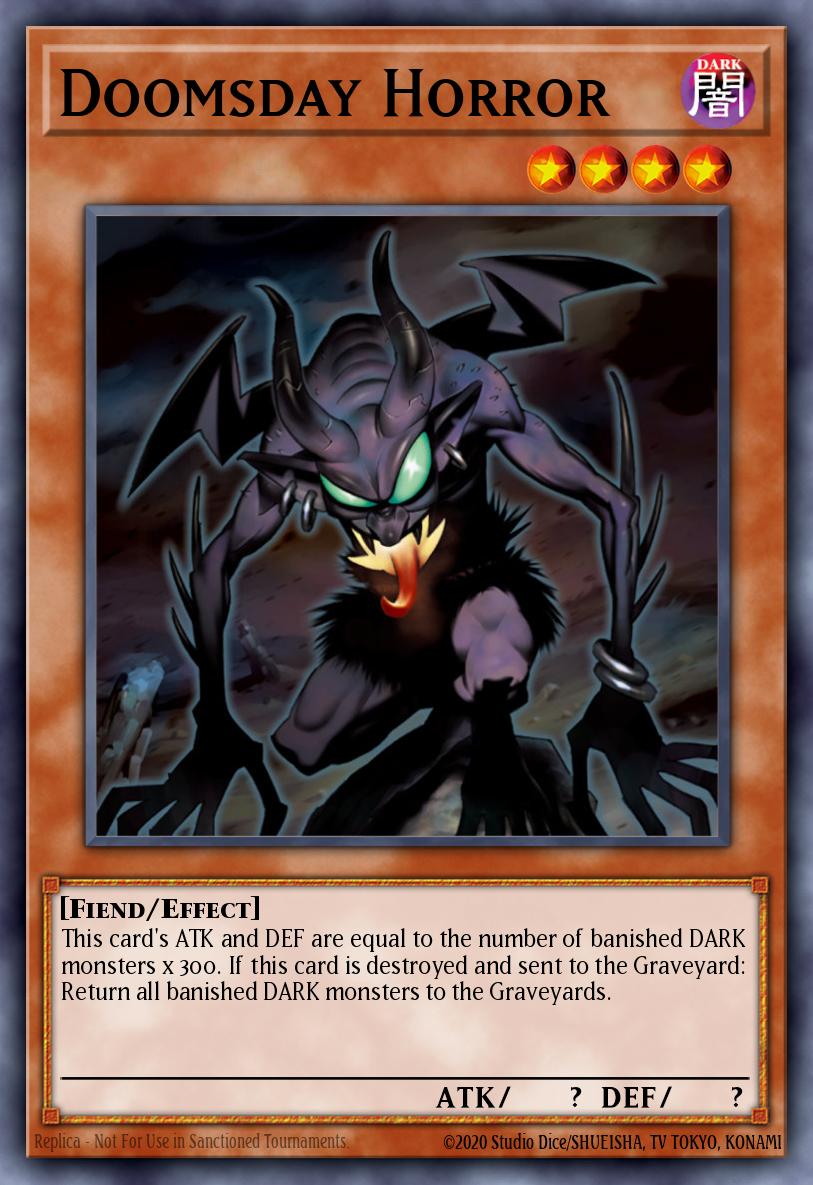 Doomsday Horror
DARK
闇
[Fiend/Effect]
This card's ATK and DEF are equal to the number of banished DARK
monsters x 300. If this card is destroyed and sent to the Graveyard:
Return all banished DARK monsters to the Graveyards.
ATK/ ? DEF/ ?
Replica - Not For Use in Sanctioned Tournaments.
©2020 Studio Dice/SHUEISHA, TV TOKYO, KONAMI